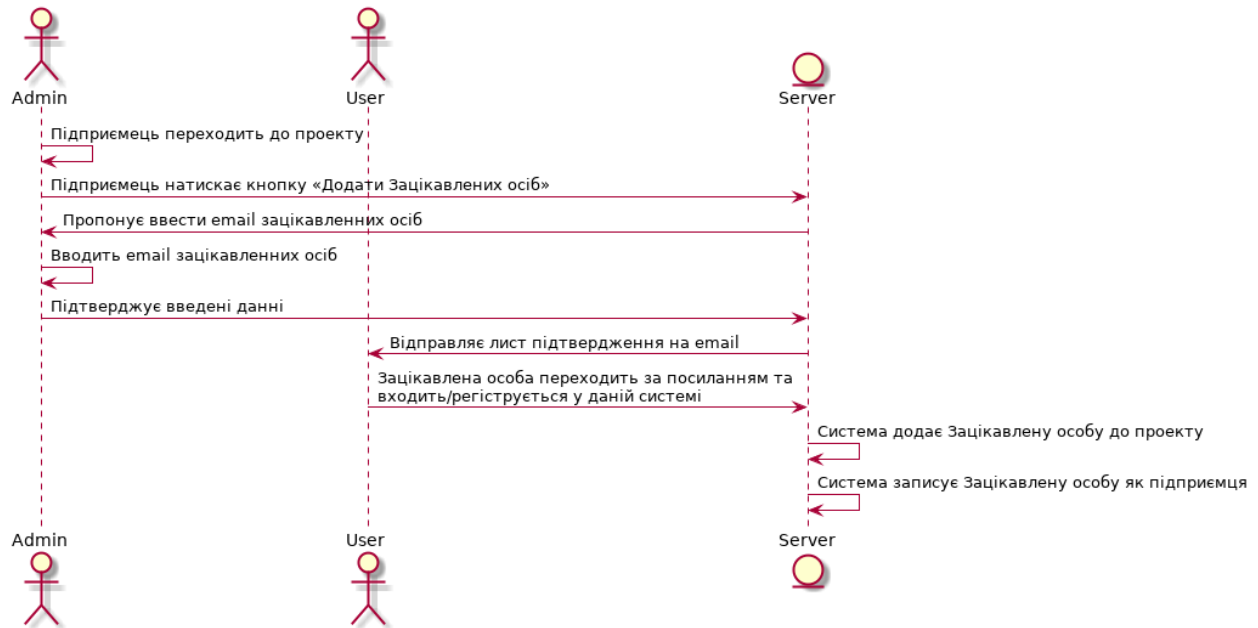 Admin
User
Server
Підприємець переходить до проекту
Підприємець натискає кнопку «Додати Зацікавлених осіб»
Пропонує ввести email зацікавленних осіб
Вводить email зацікавленних осіб
Підтверджує введені данні
Відправляє лист підтвердження на email
Зацікавлена особа переходить за посиланням та
входить/регіструється у даній системі
Система додає Зацікавлену особу до проекту
Система записує Зацікавлену особу як підприємця
Admin
User
Server